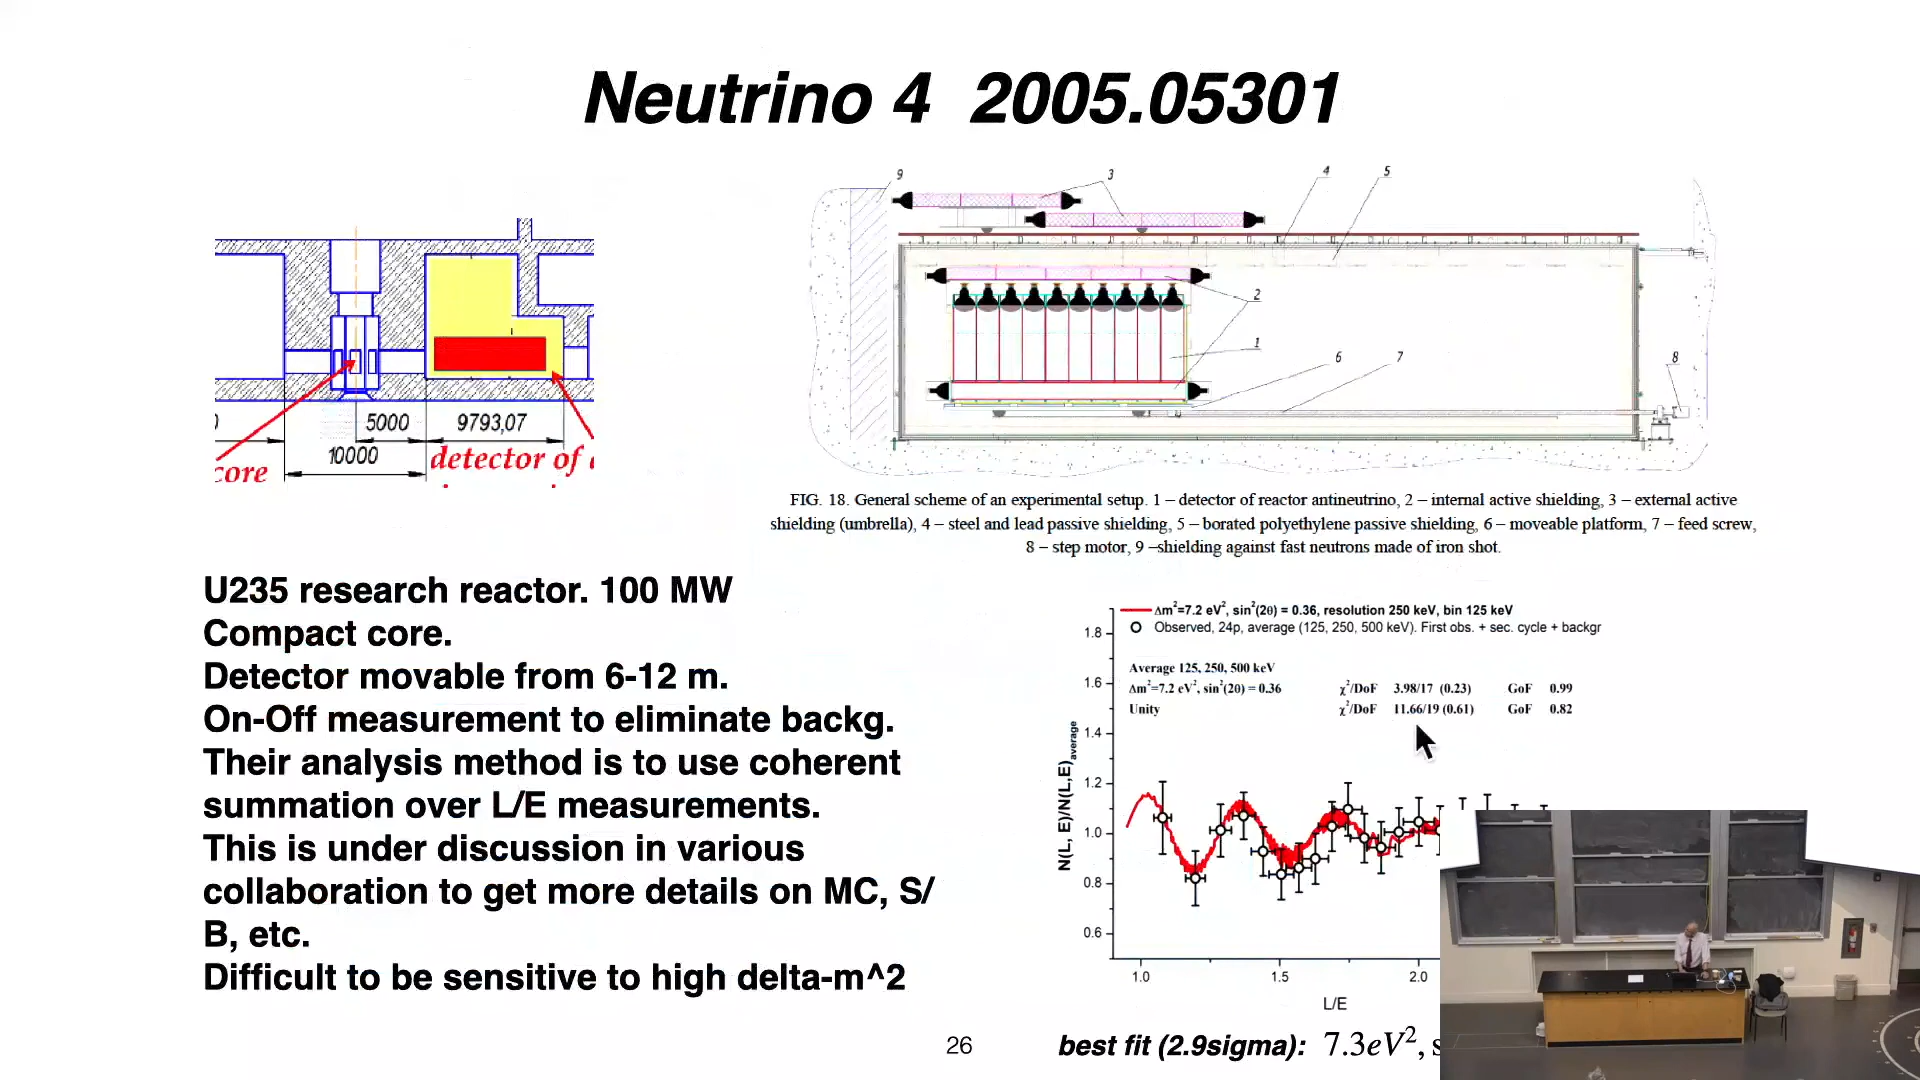 Neutrino 4 2005.05301
9
3
4
5
2
1
6
7
8
5000
9793,07
10000
core
detector of
FIG. 18. General scheme of an experimental setup. 1 – detector of reactor antineutrino, 2 – internal active shielding, 3 – external active
shielding (umbrella), 4 – steel and lead passive shielding, 5 – borated polyethylene passive shielding, 6 – moveable platform, 7 – feed screw,
8 – step motor, 9 –shielding against fast neutrons made of iron shot.
U235 research reactor. 100 MW
Compact core.
Detector movable from 6-12 m.
On-Off measurement to eliminate backg.
Their analysis method is to use coherent
summation over L/E measurements.
This is under discussion in various
collaboration to get more details on MC, S/
B, etc.
Difficult to be sensitive to high delta-m^2
Δm²=7.2 eV², sin²(2θ) = 0.36, resolution 250 keV, bin 125 keV
Observed, 24p, average (125, 250, 500 keV). First obs. + sec. cycle + backgr
Average 125, 250, 500 keV
Δm²=7.2 eV², sin²(2θ) = 0.36 χ²/DoF 3.98/17 (0.23) GoF 0.99
Unity χ²/DoF 11.66/19 (0.61) GoF 0.82
N(L, E)/N(L,E)average
1.8
1.6
1.4
1.2
1.0
0.8
0.6
1.0 1.5 2.0
L/E
26
best fit (2.9sigma): 7.3eV², s